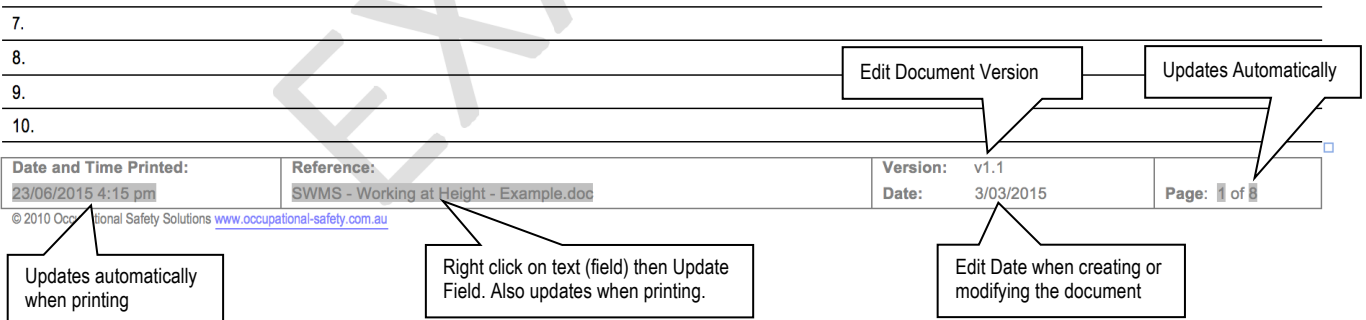 7.
8.
Edit Document Version
Updates Automatically
9.
10.
Date and Time Printed:
Reference:
Version: v1.1
23/06/2015 4:15 pm
SWMS - Working at Height - Example.doc
Date: 3/03/2015
Page: 1 of 8
© 2010 Safety Solutions www.occupational-safety.com.au
Updates automatically
when printing
Right click on text (field) then Update
Field. Also updates when printing.
Edit Date when creating or
modifying the document